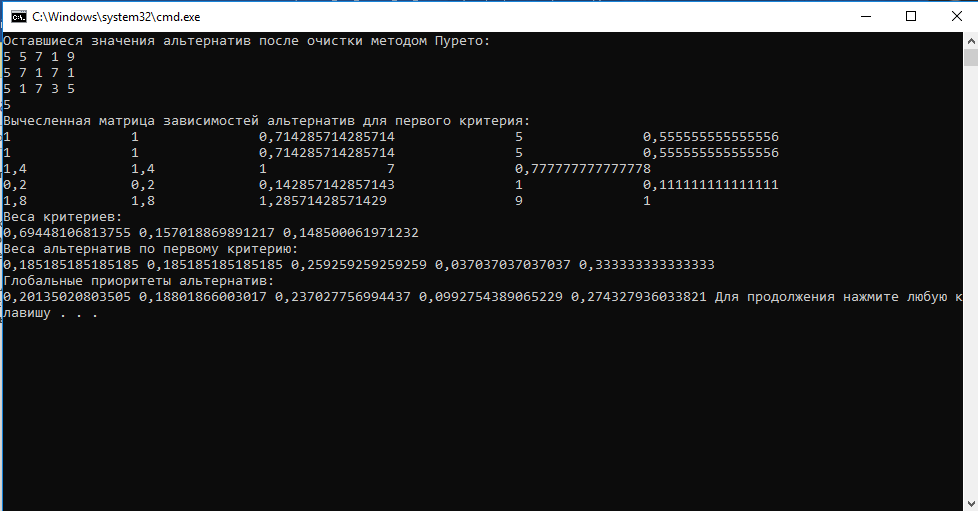 C:\Windows\system32\cmd.exe
Оставшиеся значения альтернатив после очистки методом Пурето:
5 5 7 1 9
5 7 1 7 1
5 1 7 3 5
5
Вычесленная матрица зависимостей альтернатив для первого критерия:
1 1 0,714285714285714 5 0,555555555555556
1 1 0,714285714285714 5 0,555555555555556
1,4 1,4 1 7 0,777777777777778
0,2 0,2 0,142857142857143 1 0,111111111111111
1,8 1,8 1,28571428571429 9 1
Веса критериев:
0,69448106813755 0,157018869891217 0,148500061971232
Веса альтернатив по первому критерию:
0,185185185185185 0,185185185185185 0,259259259259259 0,037037037037037 0,333333333333333
Глобальные приоритеты альтернатив:
0,20135020803505 0,18801866003017 0,237027756994437 0,0992754389065229 0,274327936033821 Для продолжения нажмите любую к
лавишу . . .